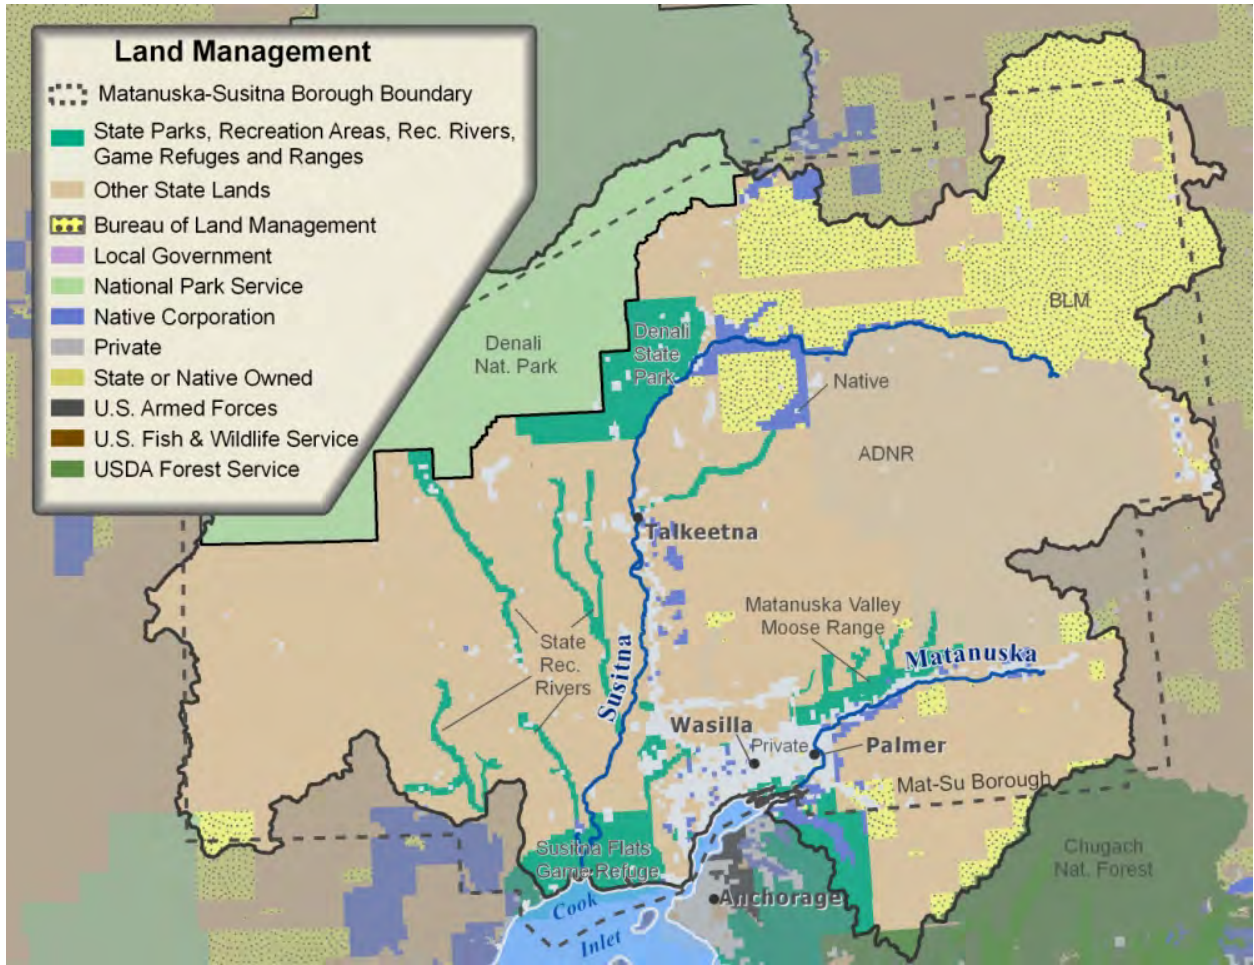 Land Management
Matanuska-Susitna Borough Boundary
State Parks, Recreation Areas, Rec. Rivers,
Game Refuges and Ranges
Other State Lands
Bureau of Land Management
Local Government
National Park Service
Native Corporation
Private
State or Native Owned
U.S. Armed Forces
U.S. Fish & Wildlife Service
USDA Forest Service
BLM
Denali
Nat. Park
Denali
State
Park
Native
ADNR
Talkeetna
Matanuska Valley
Moose Range
State
Rec.
Rivers
Susitna
Matanuska
Wasilla
Private
Palmer
Mat-Su Borough
Susitna Flats
Game Refuge
Chugach
Nat. Forest
Anchorage
Cook
Inlet